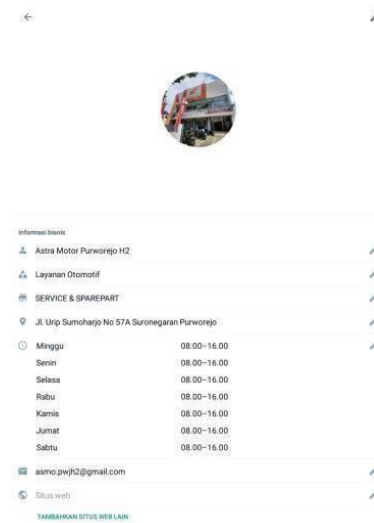 Informasi bisnis
Astra Motor Purworejo H2
Layanan Otomotif
SERVICE & SPAREPART
Jl. Urip Sumoharjo No 57A Suronegaran Purworejo
Minggu 08.00–16.00
Senin 08.00–16.00
Selasa 08.00–16.00
Rabu 08.00–16.00
Kamis 08.00–16.00
Jumat 08.00–16.00
Sabtu 08.00–16.00
asmo.pwjh2@gmail.com
Situs web
TAMBAHKAN SITUS WEB LAIN